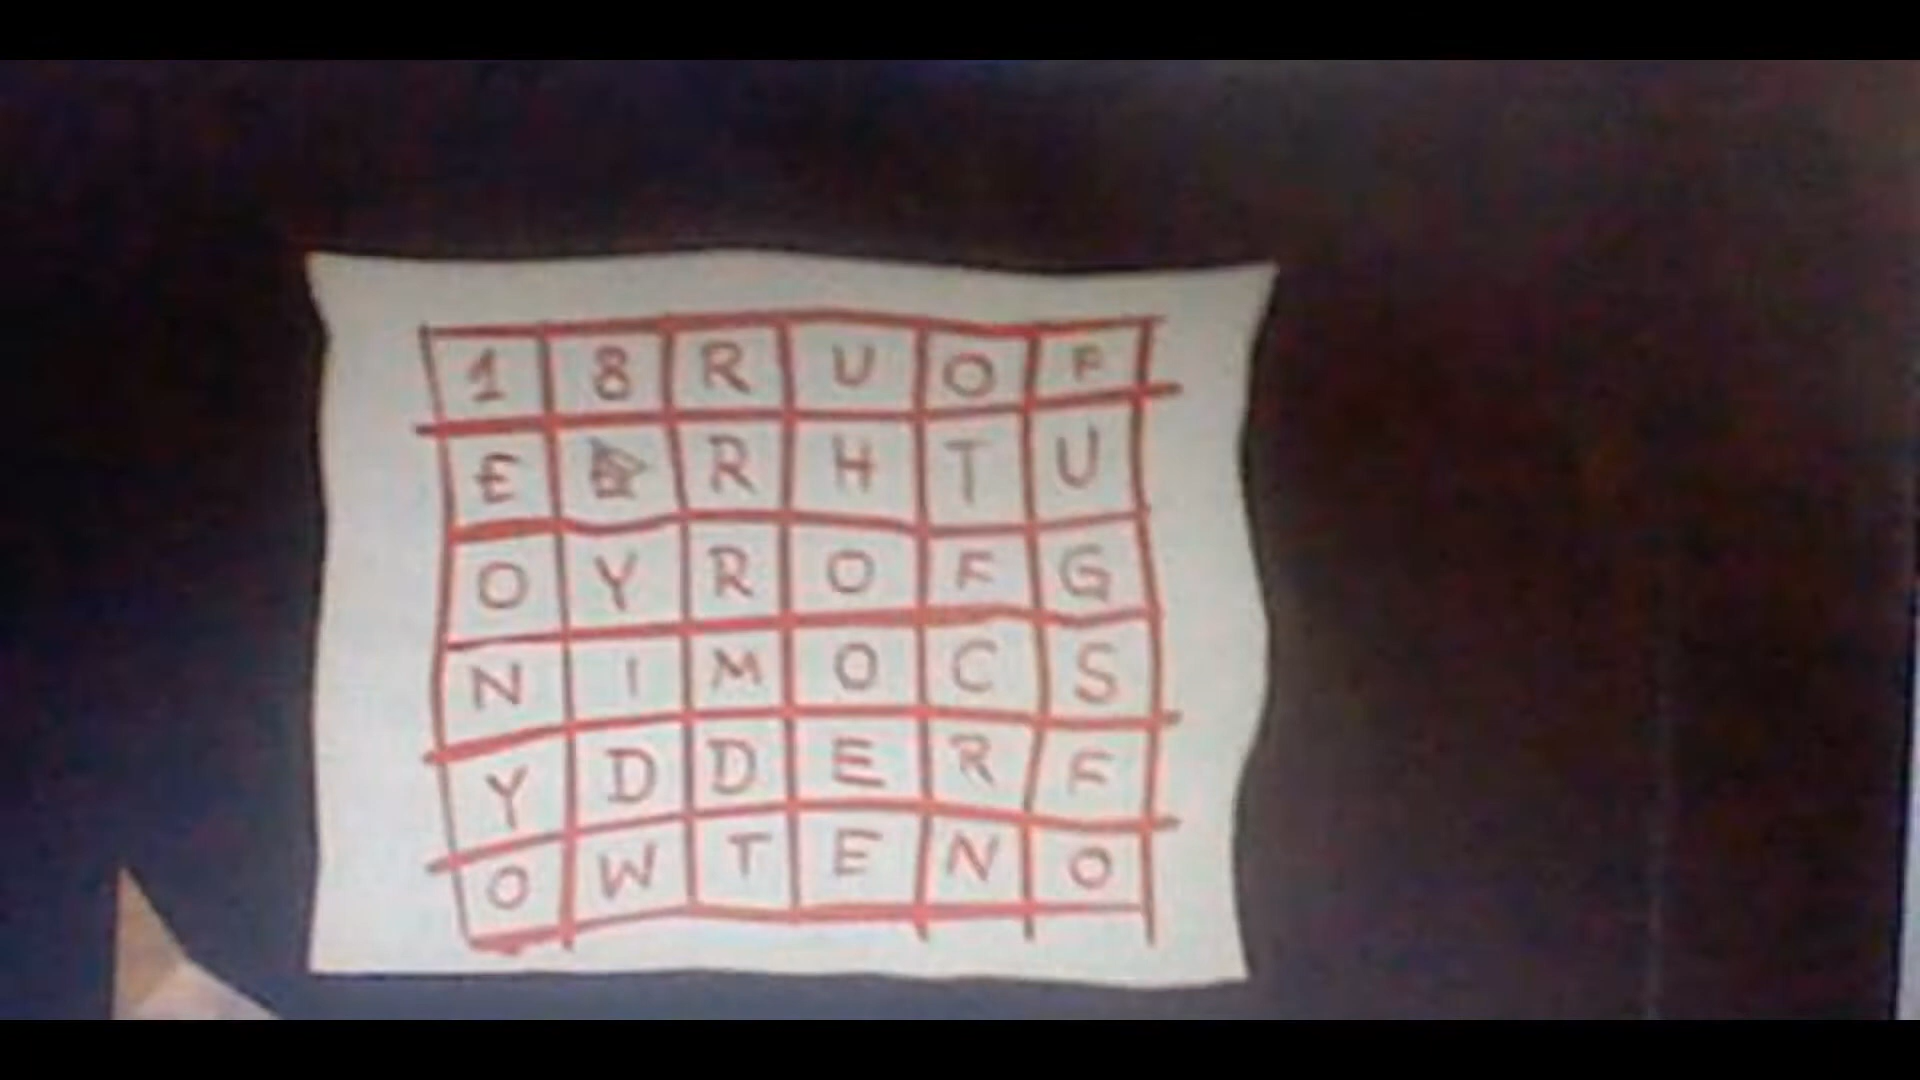 1 8 R U O F
E R H T U
O Y R O F G
N I M O C S
Y D D E R F
O W T E N O